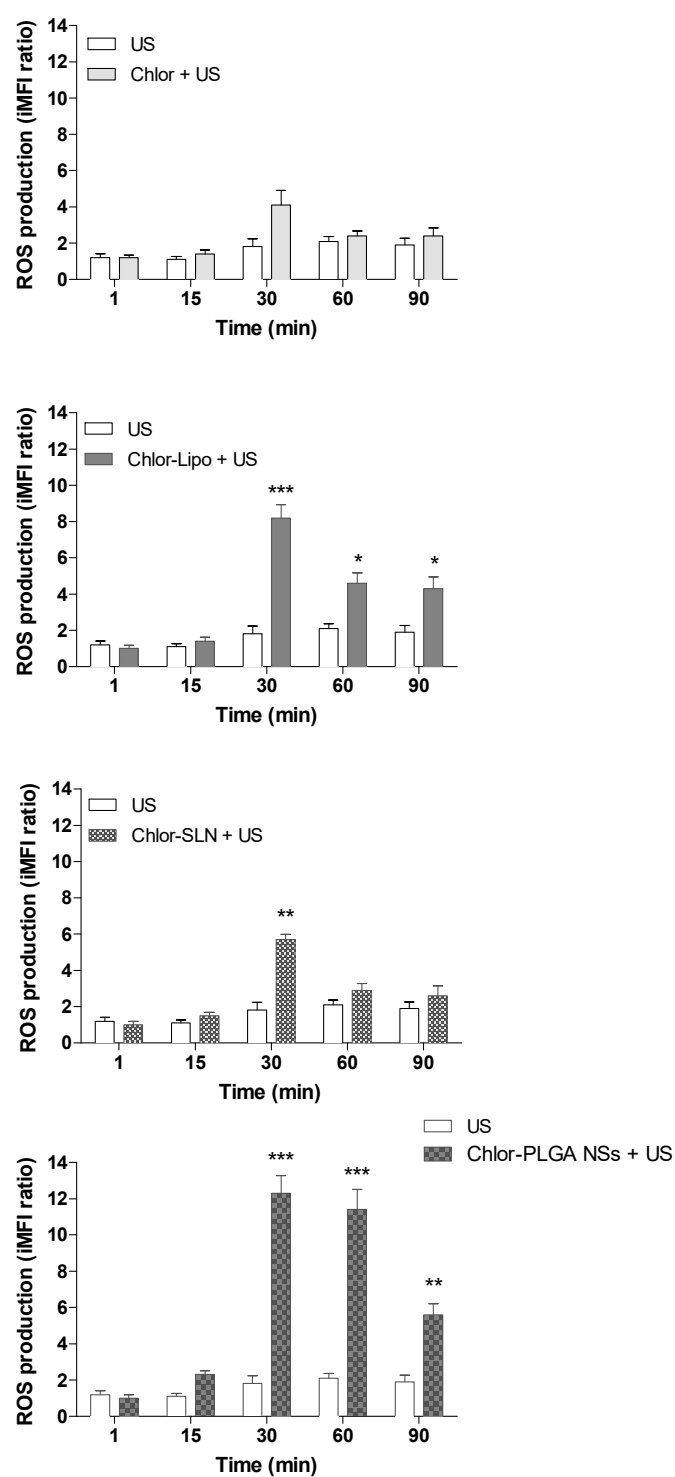 ROS production (iMFI ratio)
14
12
10
8
6
4
2
0
US
Chlor + US
1 15 30 60 90
Time (min)
ROS production (iMFI ratio)
14
12
10
8
6
4
2
0
US
Chlor-Lipo + US
***
*
*
1 15 30 60 90
Time (min)
ROS production (iMFI ratio)
14
12
10
8
6
4
2
0
US
Chlor-SLN + US
**
1 15 30 60 90
Time (min)
US
Chlor-PLGA NSs + US
ROS production (iMFI ratio)
14
12
10
8
6
4
2
0
***
***
**
1 15 30 60 90
Time (min)